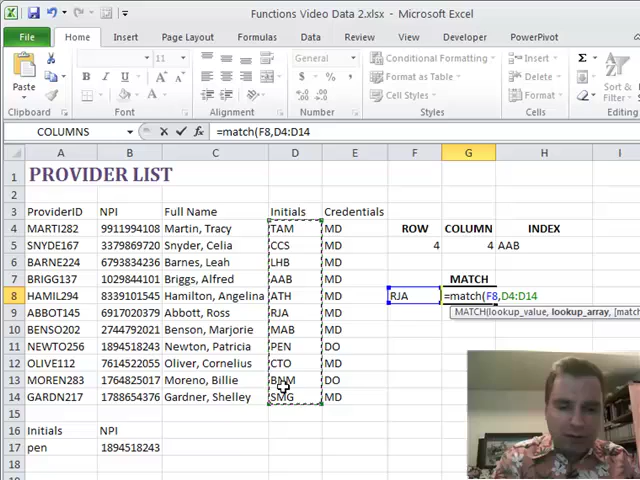 Functions Video Data 2.xlsx - Microsoft Excel
File Home Insert Page Layout Formulas Data Review View Developer PowerPivot
Paste
11
General
Conditional Formatting
Format as Table
Cell Styles
Insert
Delete
Format
Sort & Filter
Find & Select
Clipboard Font Alignment Number Styles Cells
COLUMNS =match(F8,D4:D14
A B C D E F G H I
1 PROVIDER LIST
2
3 ProviderID NPI Full Name Initials Credentials
4 MARTI282 9911994108 Martin, Tracy TAM MD ROW COLUMN INDEX
5 SNYDE167 3379869720 Snyder, Celia CCS MD 4 4 AAB
6 BARNE224 6793834236 Barnes, Leah LHB MD
7 BRIGG137 1029844101 Briggs, Alfred AAB MD MATCH
8 HAMIL294 8339101545 Hamilton, Angelina ATH MD RJA =match(F8,D4:D14
9 ABBOT145 6917020379 Abbott, Ross RJA MD MATCH(lookup_value, lookup_array, [match
10 BENSO202 2744792021 Benson, Marjorie MAB MD
11 NEWTO256 1894518243 Newton, Patricia PEN DO
12 OLIVE112 7614522055 Oliver, Cornelius CTO MD
13 MOREN283 1764825017 Moreno, Billie BNM DO
14 GARDN217 1788654376 Gardner, Shelley SMG MD
15
16 Initials NPI
17 pen 1894518243
18